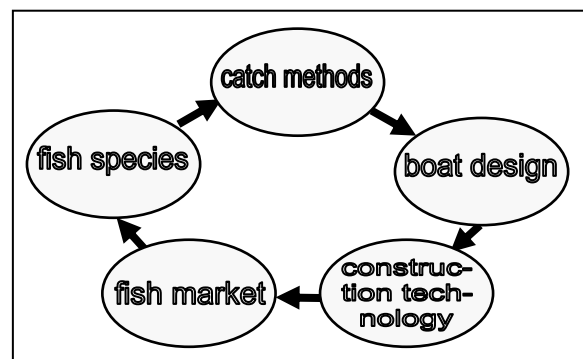 catch methods
fish species
boat design
construc-
tion tech-
nology
fish market